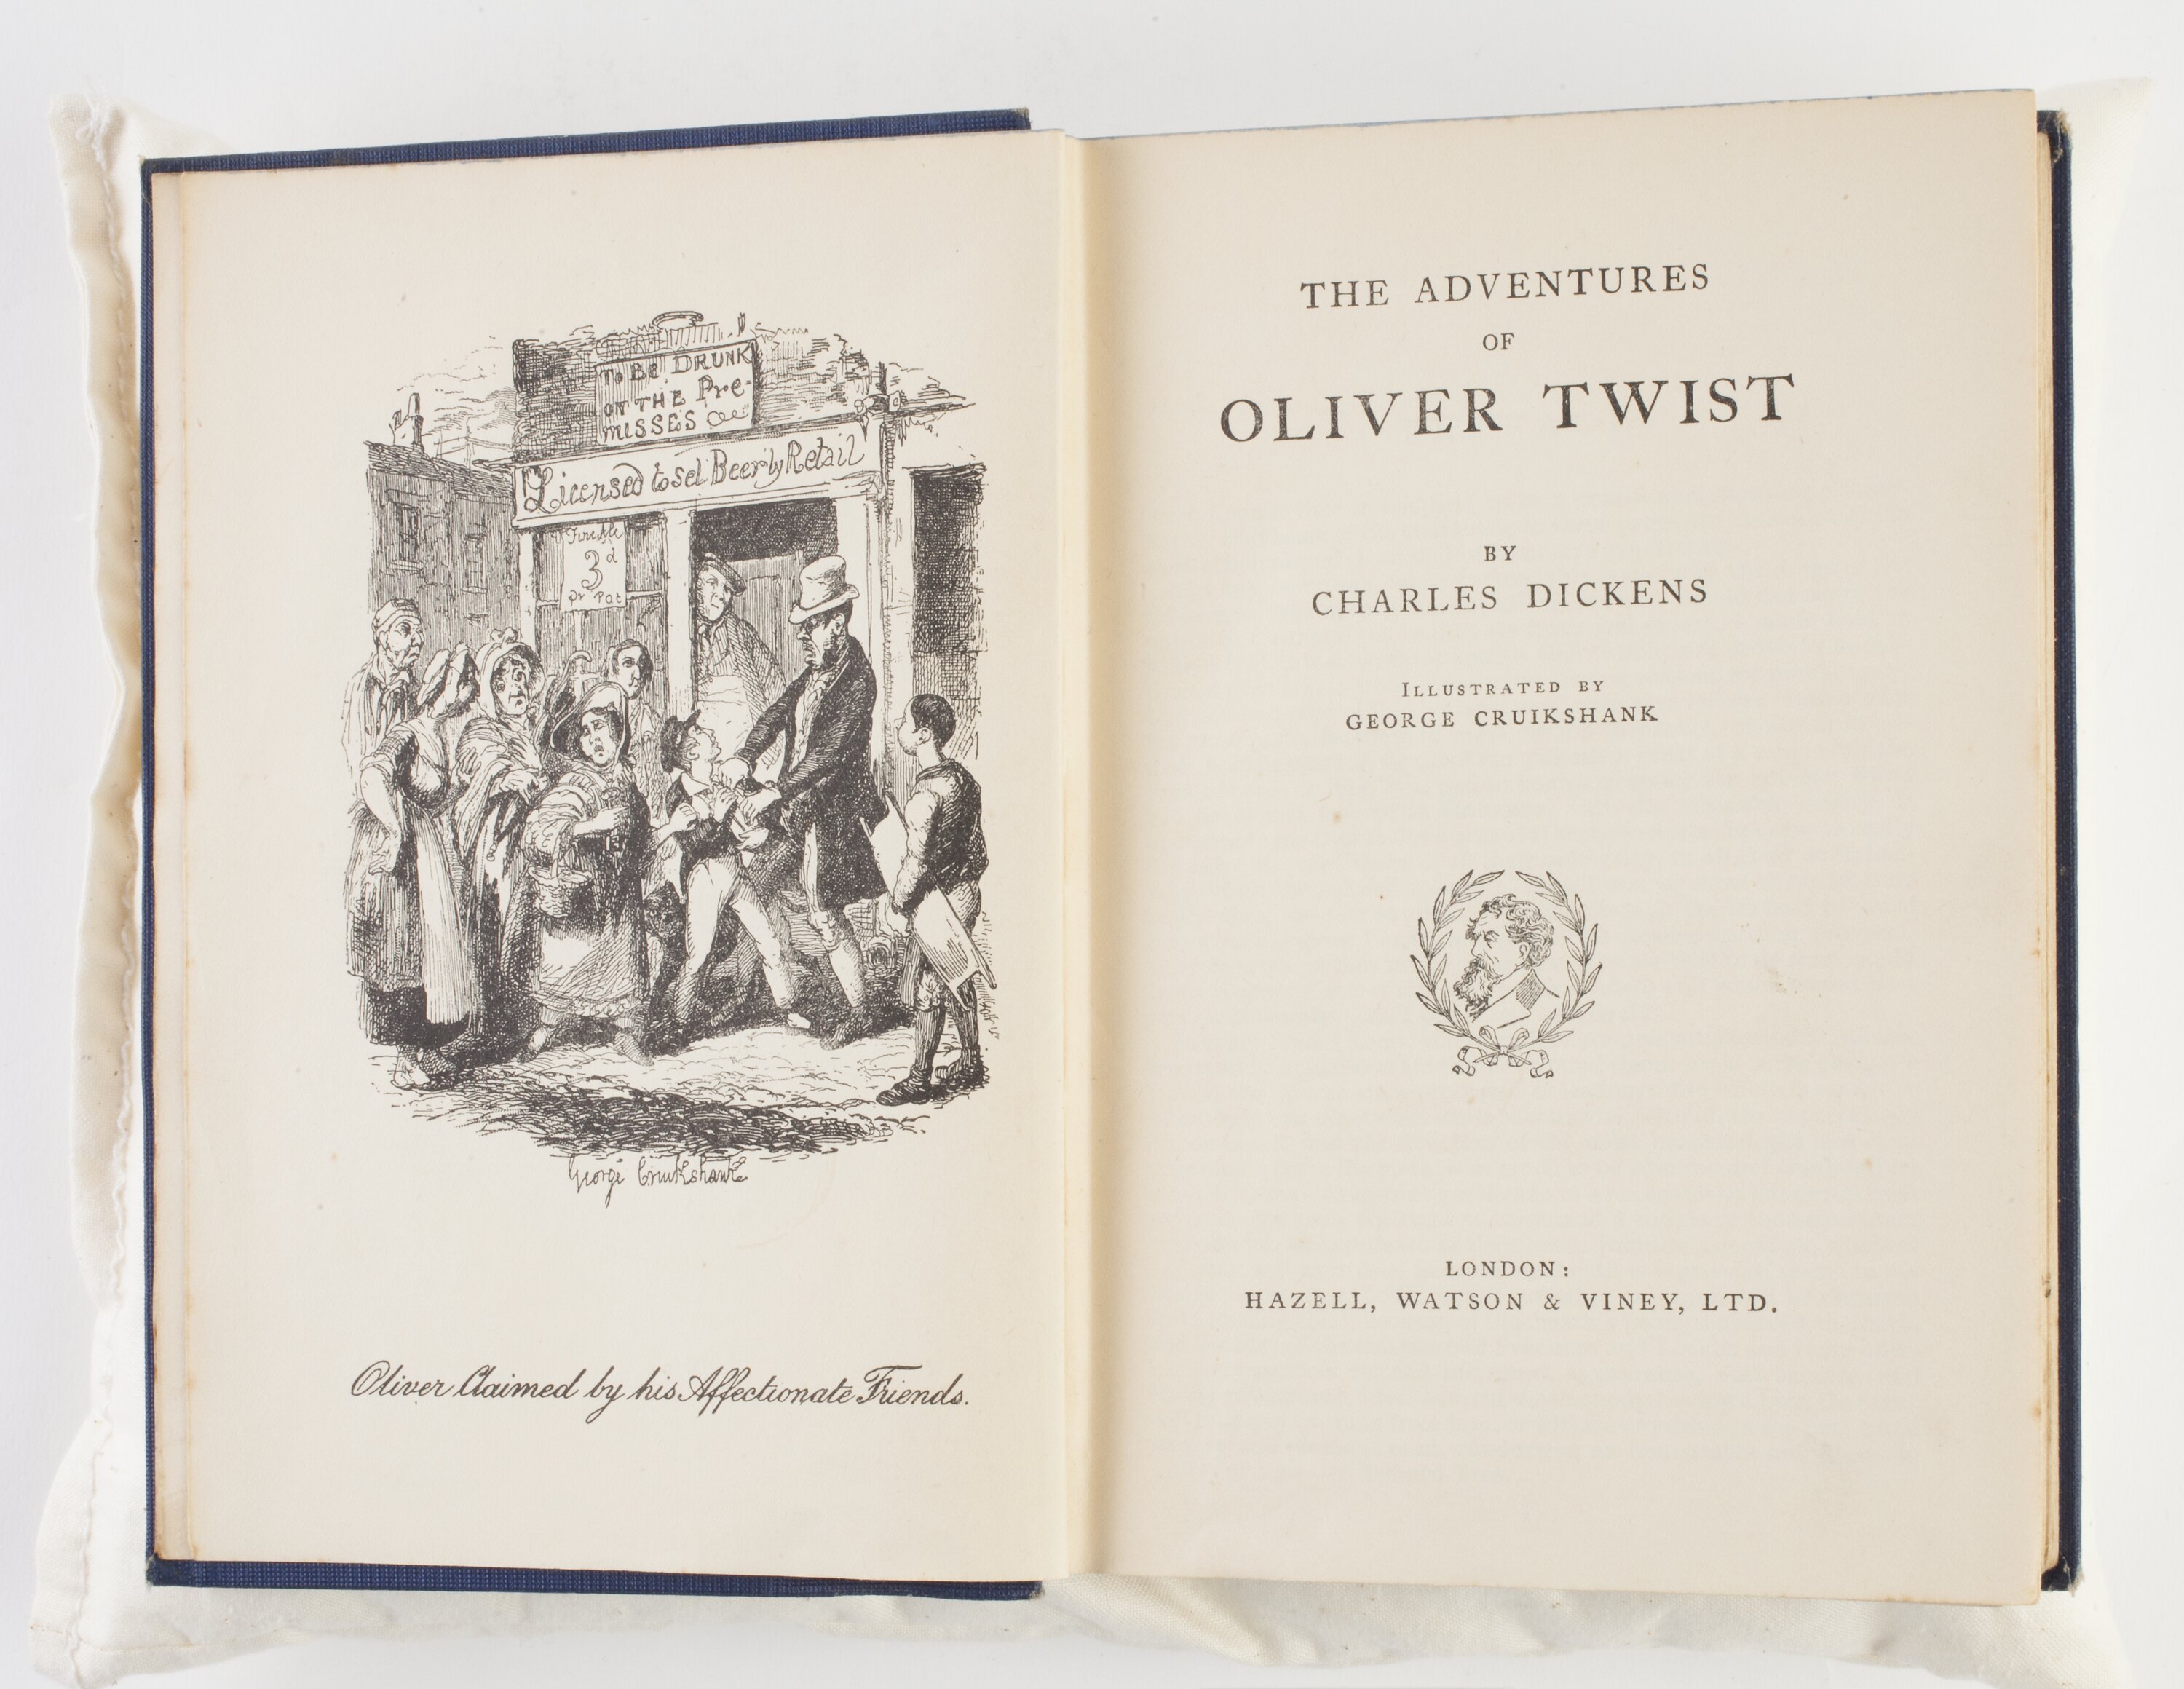 To Be DRUNK
ON THE Pre-
MISSES
Licensed to sel Beer by Retail
3d
pr Pot
George Cruikshank
Oliver Claimed by his Affectionate Friends.
THE ADVENTURES
OF
OLIVER TWIST
BY
CHARLES DICKENS
ILLUSTRATED BY
GEORGE CRUIKSHANK
LONDON:
HAZELL, WATSON & VINEY, LTD.